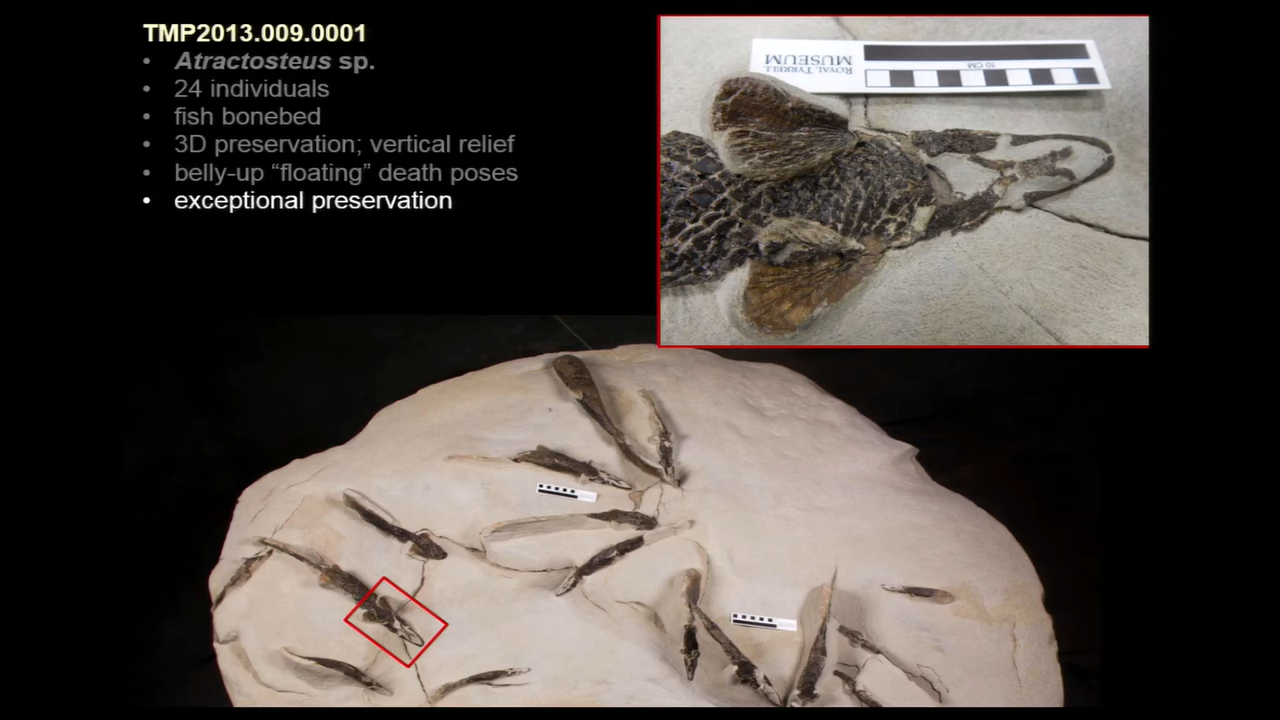 TMP2013.009.0001
• Atractosteus sp.
• 24 individuals
• fish bonebed
• 3D preservation; vertical relief
• belly-up “floating” death poses
• exceptional preservation
ROYAL TYRRELL
MUSEUM
10 CM